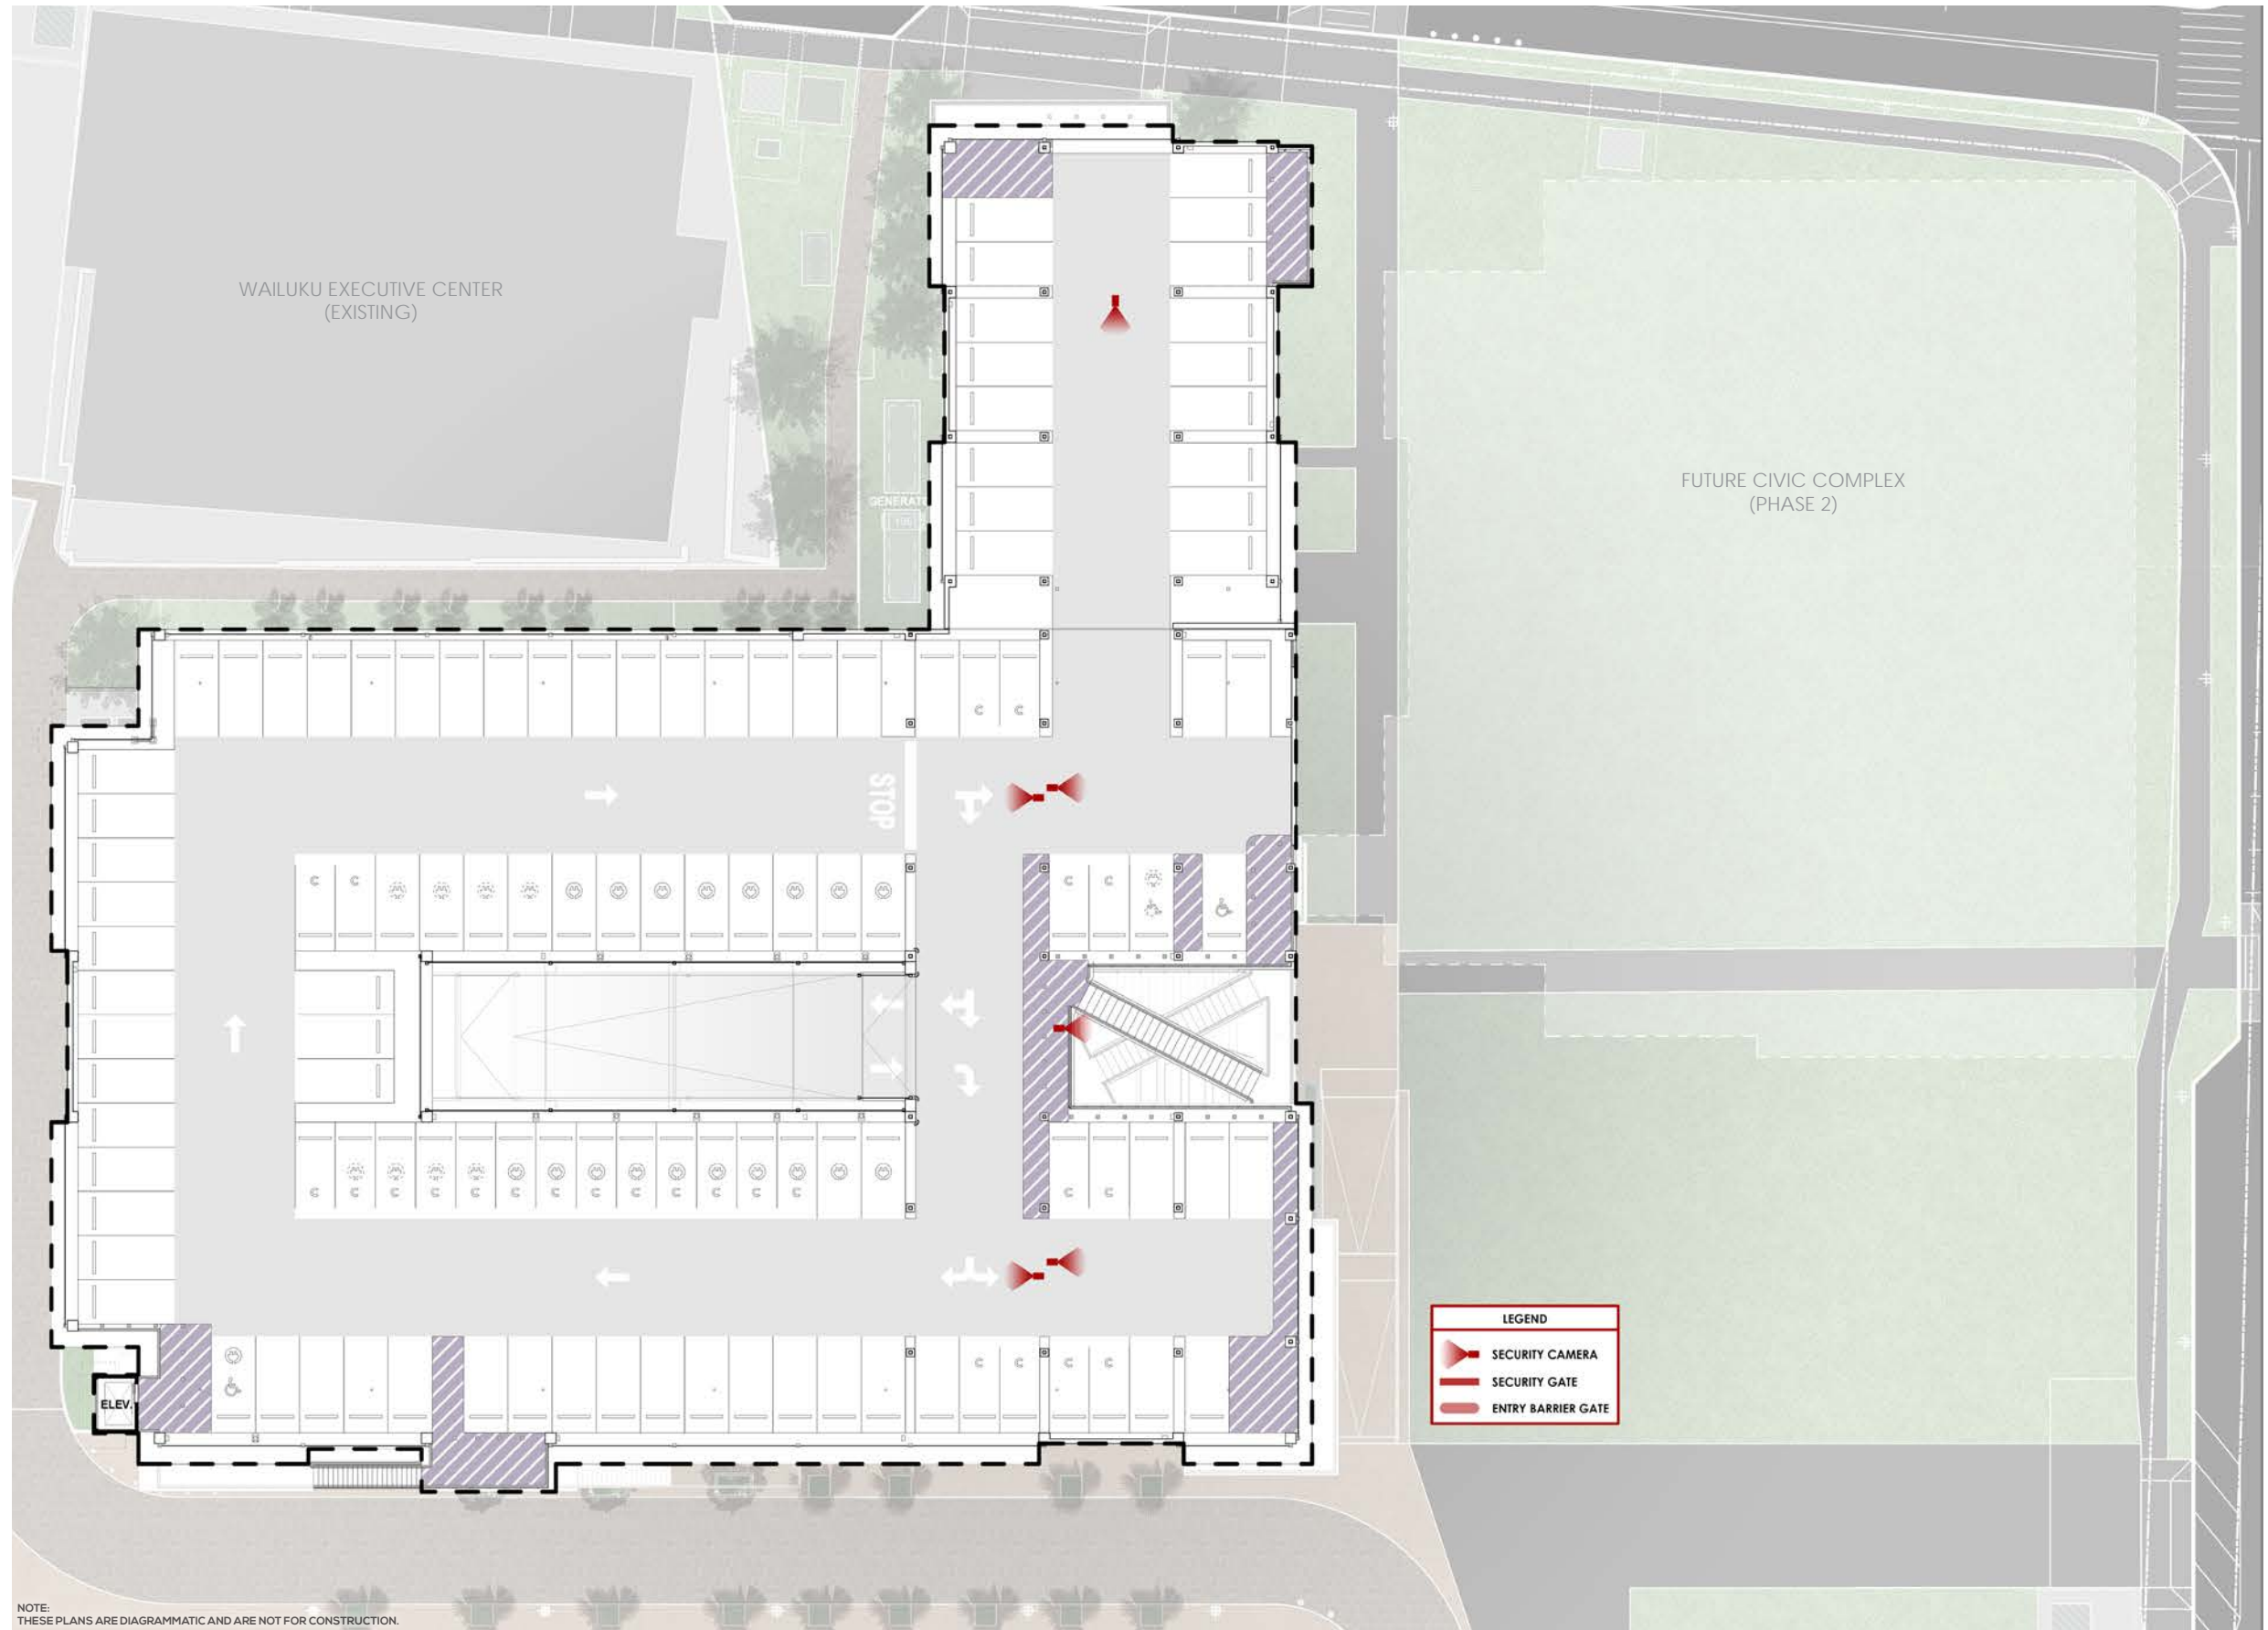 WAILUKU EXECUTIVE CENTER
(EXISTING)
FUTURE CIVIC COMPLEX
(PHASE 2)
STOP
ELEV.
LEGEND
SECURITY CAMERA
SECURITY GATE
ENTRY BARRIER GATE
NOTE:
THESE PLANS ARE DIAGRAMMATIC AND ARE NOT FOR CONSTRUCTION.